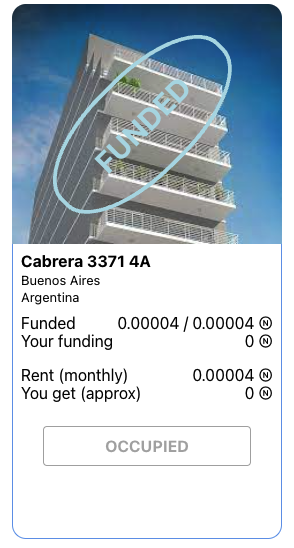 FUNDED
Cabrera 3371 4A
Buenos Aires
Argentina
Funded 0.00004 / 0.00004 Ⓝ
Your funding 0 Ⓝ
Rent (monthly) 0.00004 Ⓝ
You get (approx) 0 Ⓝ
OCCUPIED